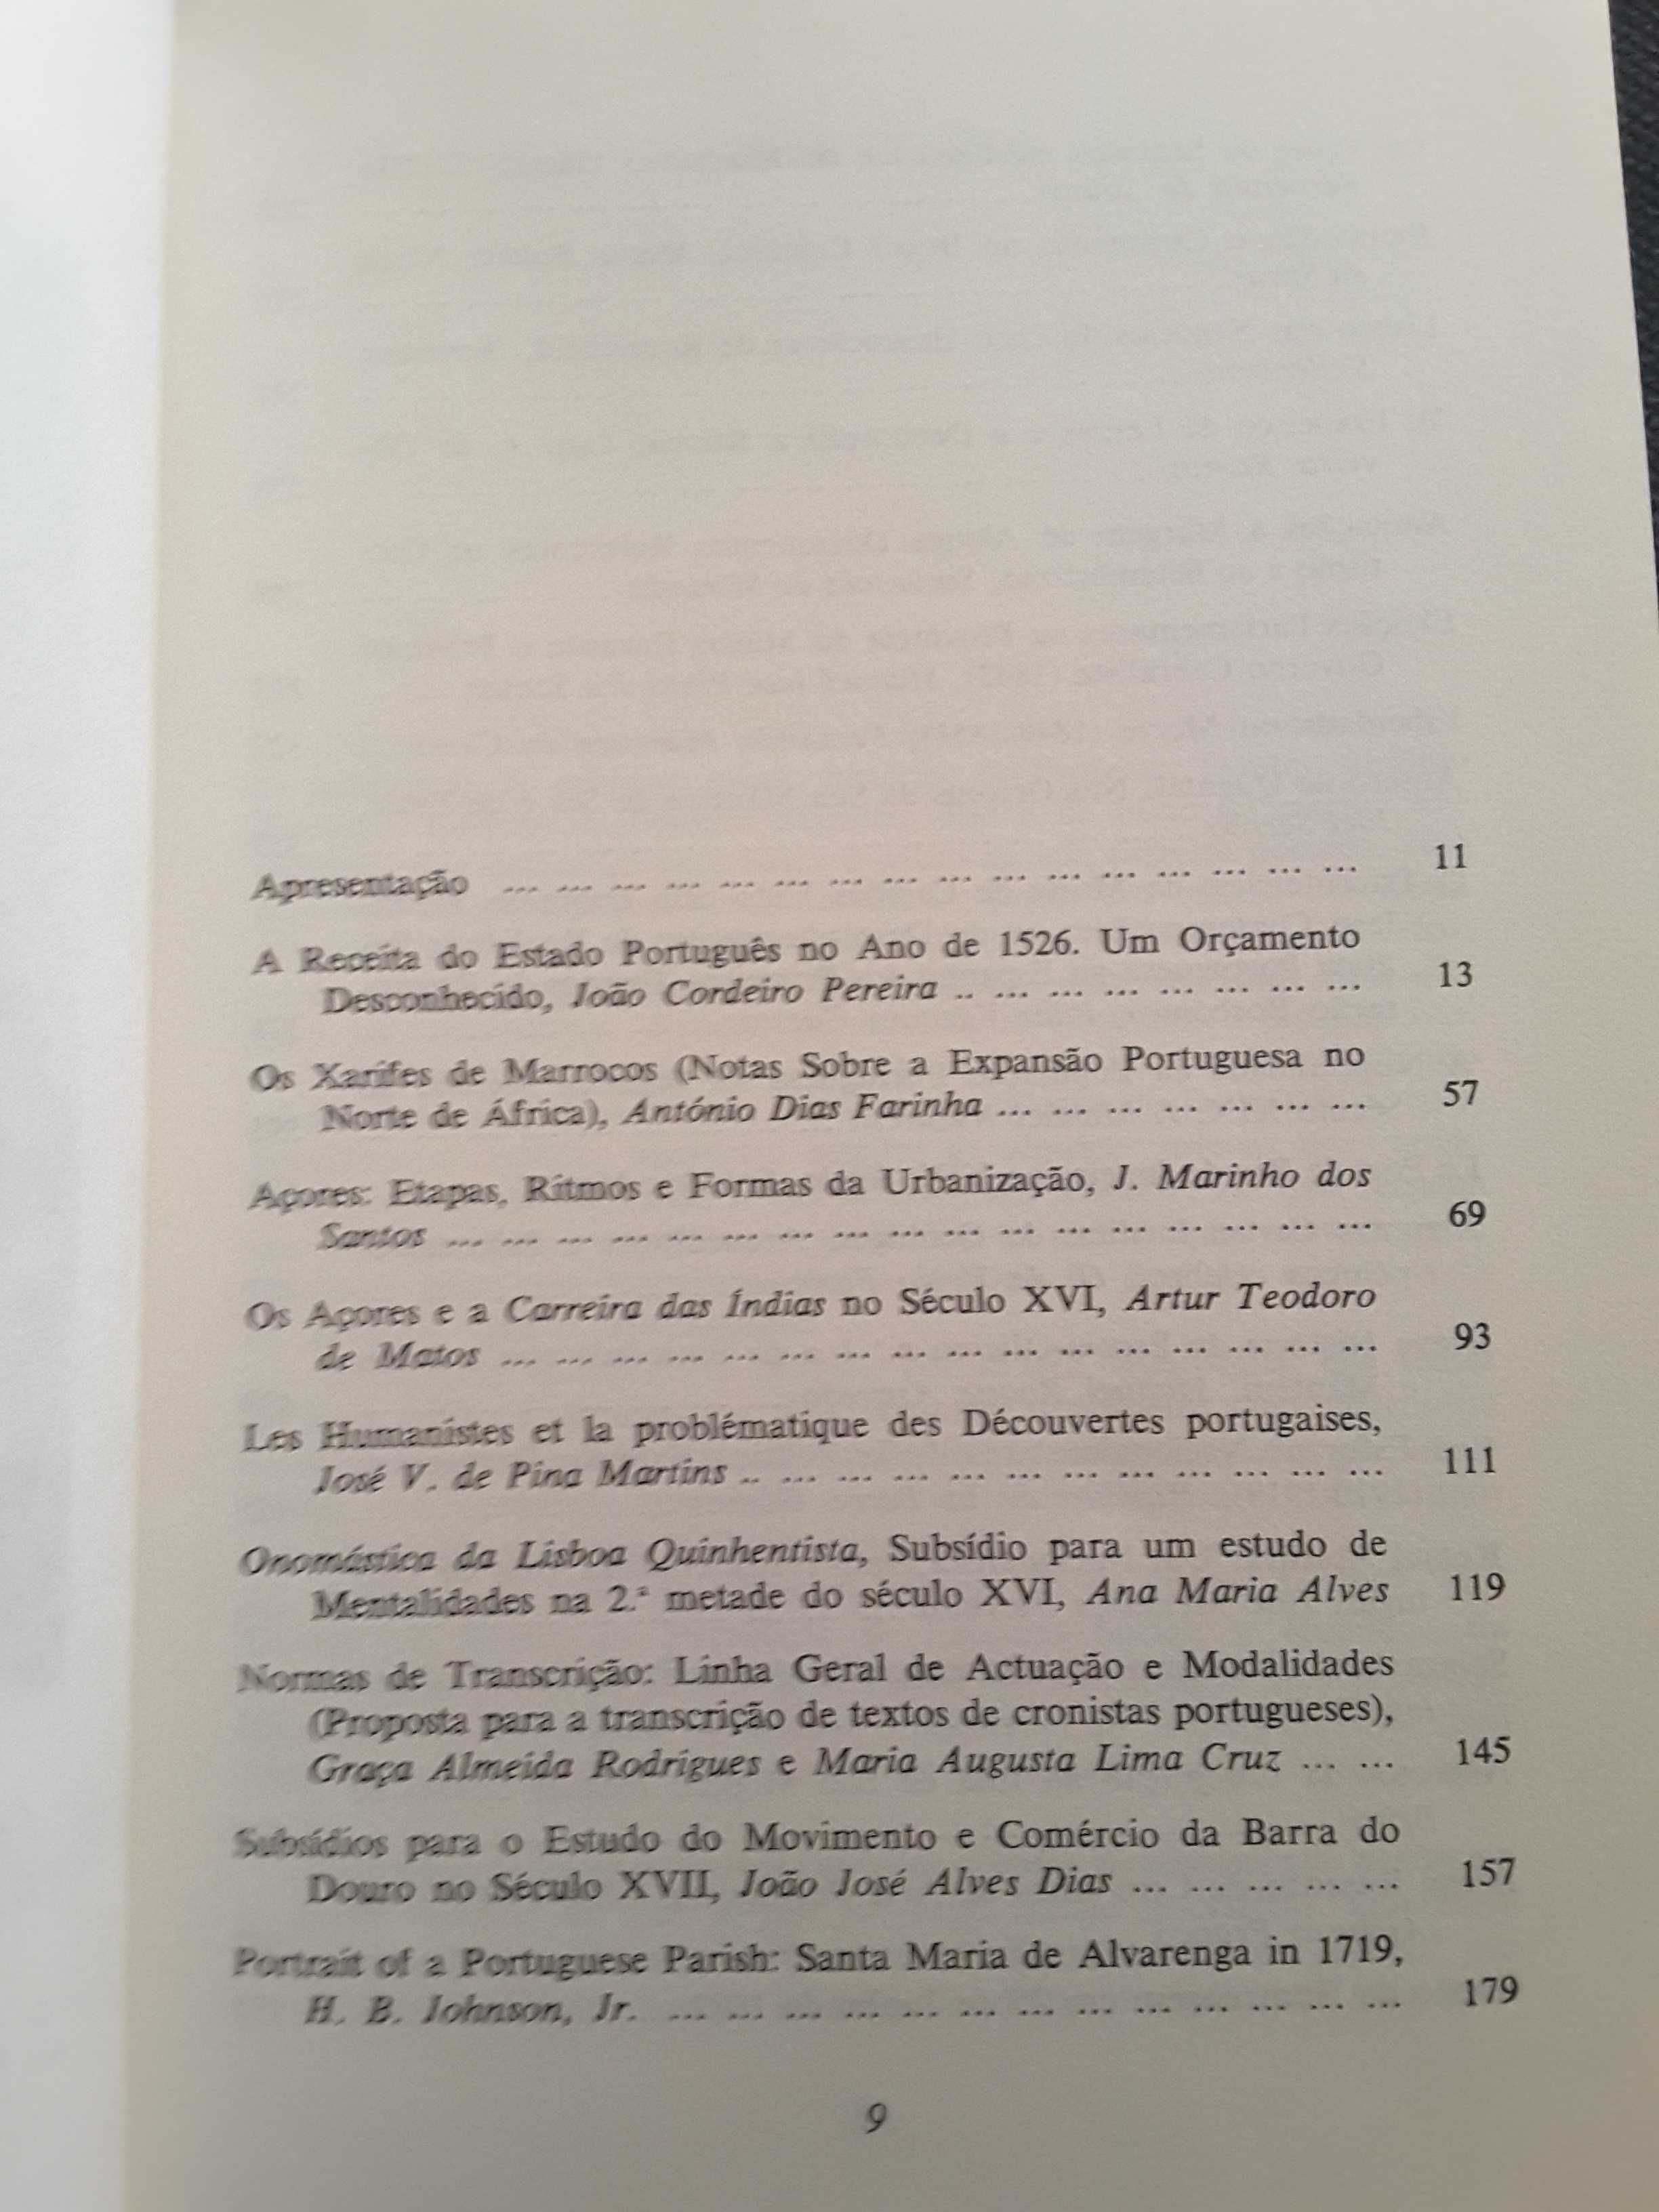 Apresentação ... ... ... ... ... ... ... ... ... ... ... ... ... ... ... ... 11
A Receita do Estado Português no Ano de 1526. Um Orçamento
Desconhecido, João Cordeiro Pereira .. ... ... ... ... ... ... ... 13
Os Xarifes de Marrocos (Notas Sobre a Expansão Portuguesa no
Norte de África), António Dias Farinha ... ... ... ... ... ... ... 57
Açores: Etapas, Ritmos e Formas da Urbanização, J. Marinho dos
Santos ... ... ... ... ... ... ... ... ... ... ... ... ... ... ... ... ... 69
Os Açores e a Carreira das Índias no Século XVI, Artur Teodoro
de Matos ... ... ... ... ... ... ... ... ... ... ... ... ... ... ... ... 93
Les Humanistes et la problématique des Découvertes portugaises,
José V. de Pina Martins .. ... ... ... ... ... ... ... ... ... ... ... 111
Onomástica da Lisboa Quinhentista, Subsídio para um estudo de
Mentalidades na 2.ª metade do século XVI, Ana Maria Alves 119
Normas de Transcrição: Linha Geral de Actuação e Modalidades
(Proposta para a transcrição de textos de cronistas portugueses),
Graça Almeida Rodrigues e Maria Augusta Lima Cruz ... ... 145
Subsídios para o Estudo do Movimento e Comércio da Barra do
Douro no Século XVII, João José Alves Dias ... ... ... ... ... 157
Portrait of a Portuguese Parish: Santa Maria de Alvarenga in 1719,
H. B. Johnson, Jr. ... ... ... ... ... ... ... ... ... ... ... ... ... 179
9